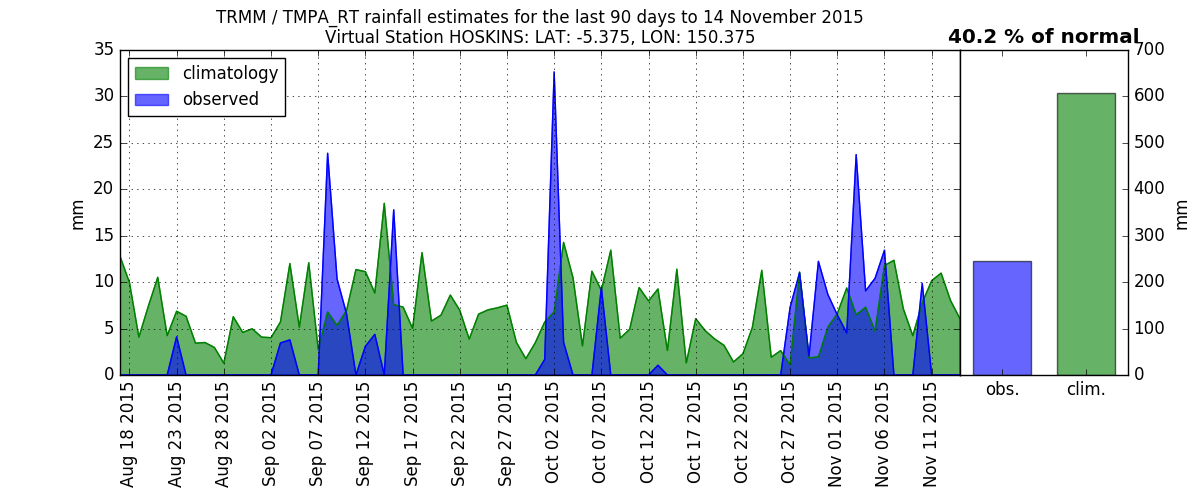 TRMM / TMPA_RT rainfall estimates for the last 90 days to 14 November 2015
Virtual Station HOSKINS: LAT: -5.375, LON: 150.375
40.2 % of normal
climatology
observed
mm
35
30
25
20
15
10
5
0
Aug 18 2015
Aug 23 2015
Aug 28 2015
Sep 02 2015
Sep 07 2015
Sep 12 2015
Sep 17 2015
Sep 22 2015
Sep 27 2015
Oct 02 2015
Oct 07 2015
Oct 12 2015
Oct 17 2015
Oct 22 2015
Oct 27 2015
Nov 01 2015
Nov 06 2015
Nov 11 2015
700
600
500
400
300
200
100
0
mm
obs.
clim.